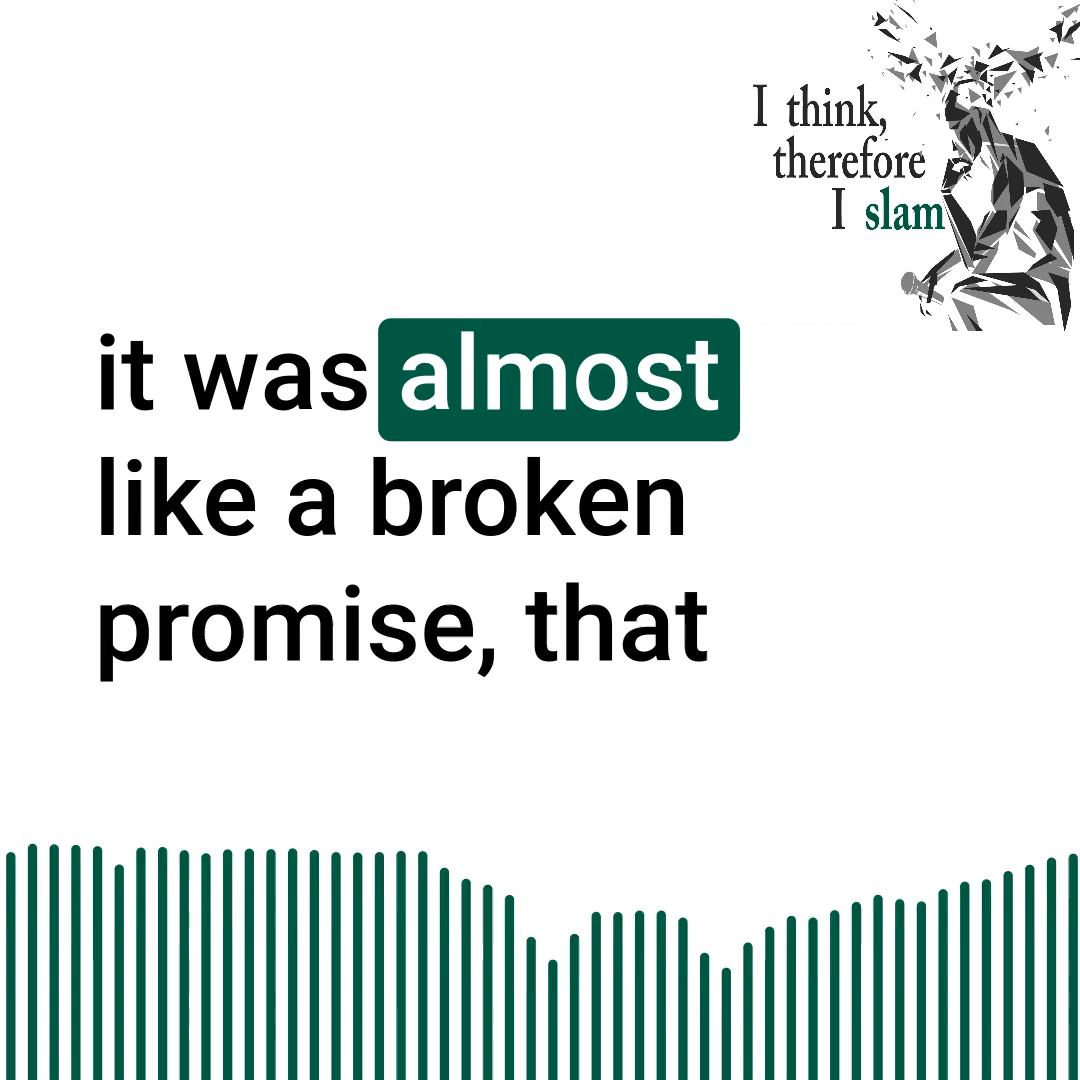 I think,
therefore
I slam
it was almost
like a broken
promise, that